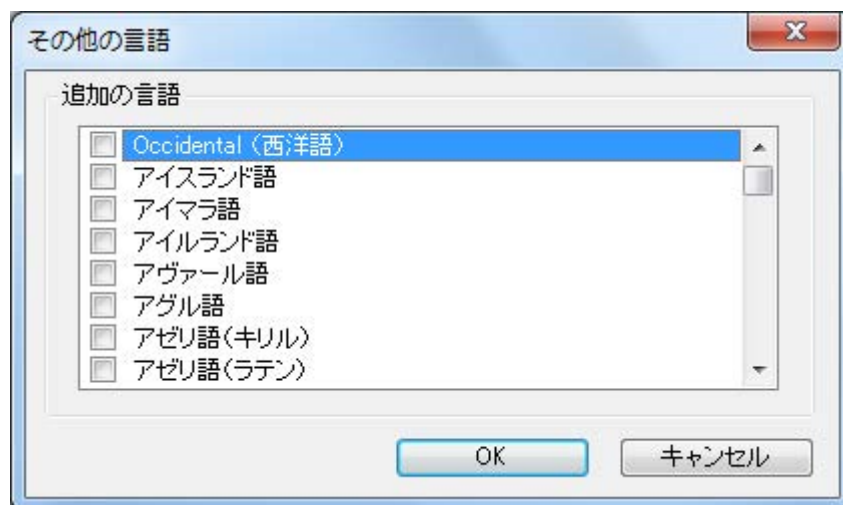 その他の言語
追加の言語
Occidental（西洋語）
アイスランド語
アイマラ語
アイルランド語
アヴァール語
アグル語
アゼリ語(キリル)
アゼリ語(ラテン)
OK
キャンセル